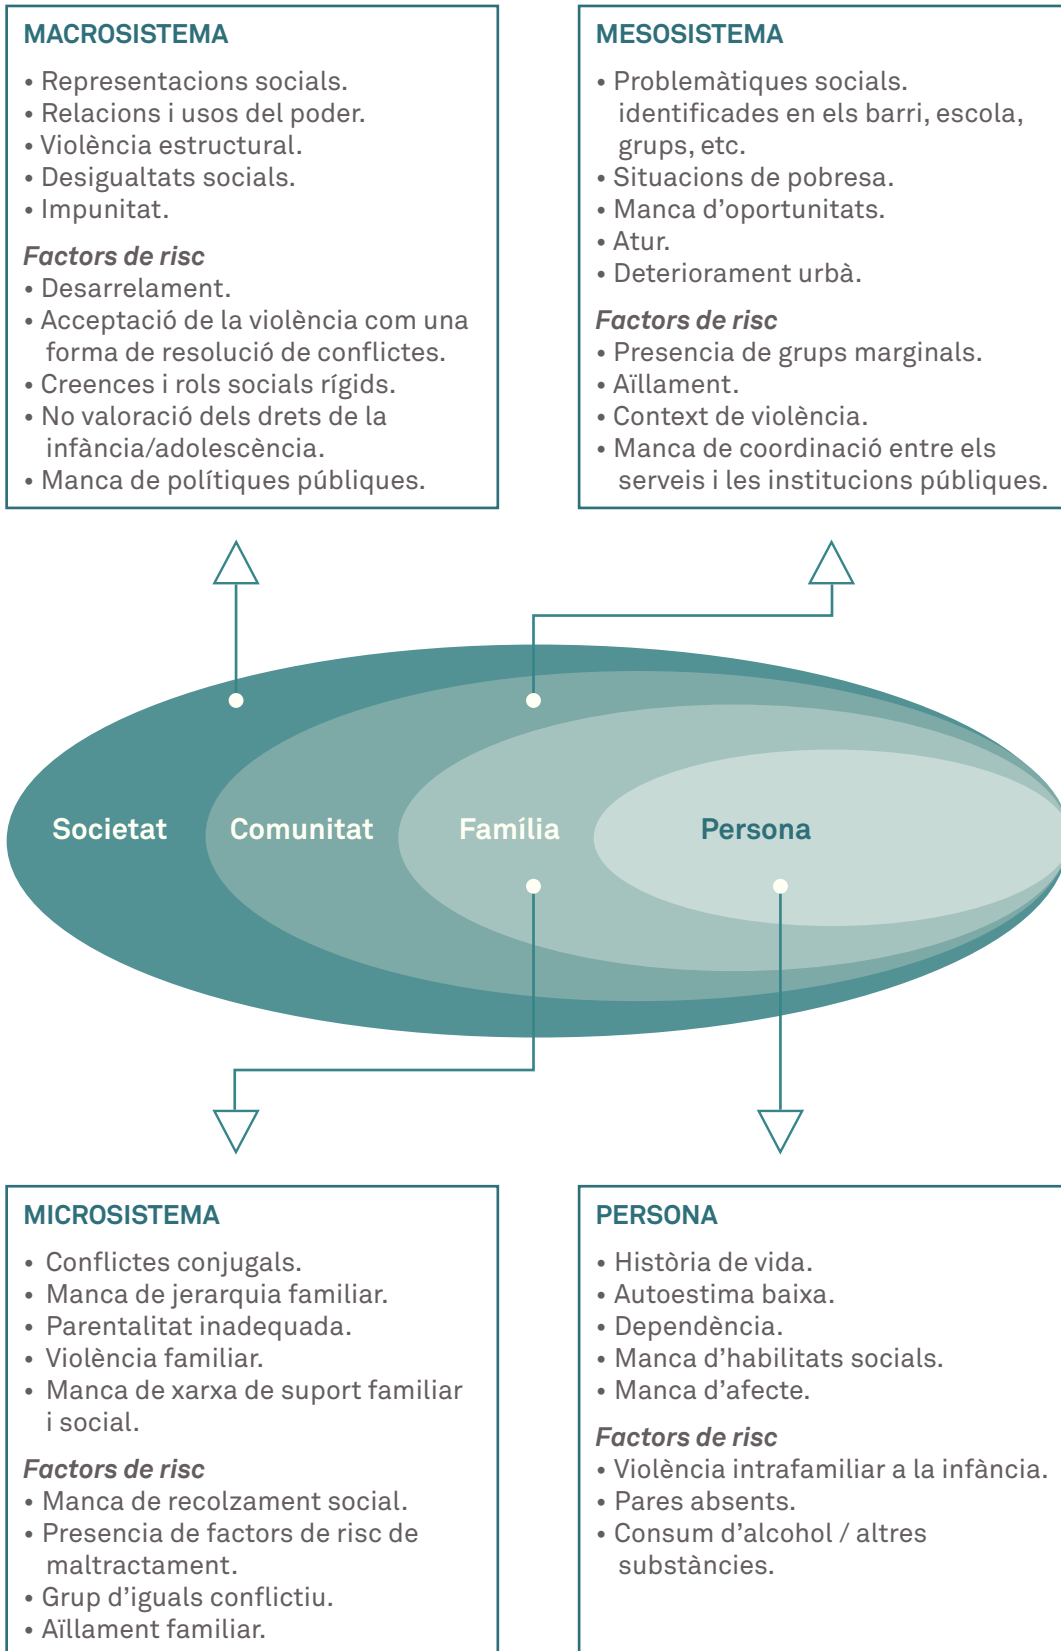 MACROSISTEMA
• Representacions socials.
• Relacions i usos del poder.
• Violència estructural.
• Desigualtats socials.
• Impunitat.
Factors de risc
• Desarrelament.
• Acceptació de la violència com una
forma de resolució de conflictes.
• Creences i rols socials rígids.
• No valoració dels drets de la
infància/adolescència.
• Manca de polítiques públiques.
MESOSISTEMA
• Problemàtiques socials.
identificades en els barri, escola,
grups, etc.
• Situacions de pobresa.
• Manca d’oportunitats.
• Atur.
• Deteriorament urbà.
Factors de risc
• Presencia de grups marginals.
• Aïllament.
• Context de violència.
• Manca de coordinació entre els
serveis i les institucions públiques.
Societat
Comunitat
Família
Persona
MICROSISTEMA
• Conflictes conjugals.
• Manca de jerarquia familiar.
• Parentalitat inadequada.
• Violència familiar.
• Manca de xarxa de suport familiar
i social.
Factors de risc
• Manca de recolzament social.
• Presencia de factors de risc de
maltractament.
• Grup d’iguals conflictiu.
• Aïllament familiar.
PERSONA
• Història de vida.
• Autoestima baixa.
• Dependència.
• Manca d’habilitats socials.
• Manca d’afecte.
Factors de risc
• Violència intrafamiliar a la infància.
• Pares absents.
• Consum d’alcohol / altres
substàncies.